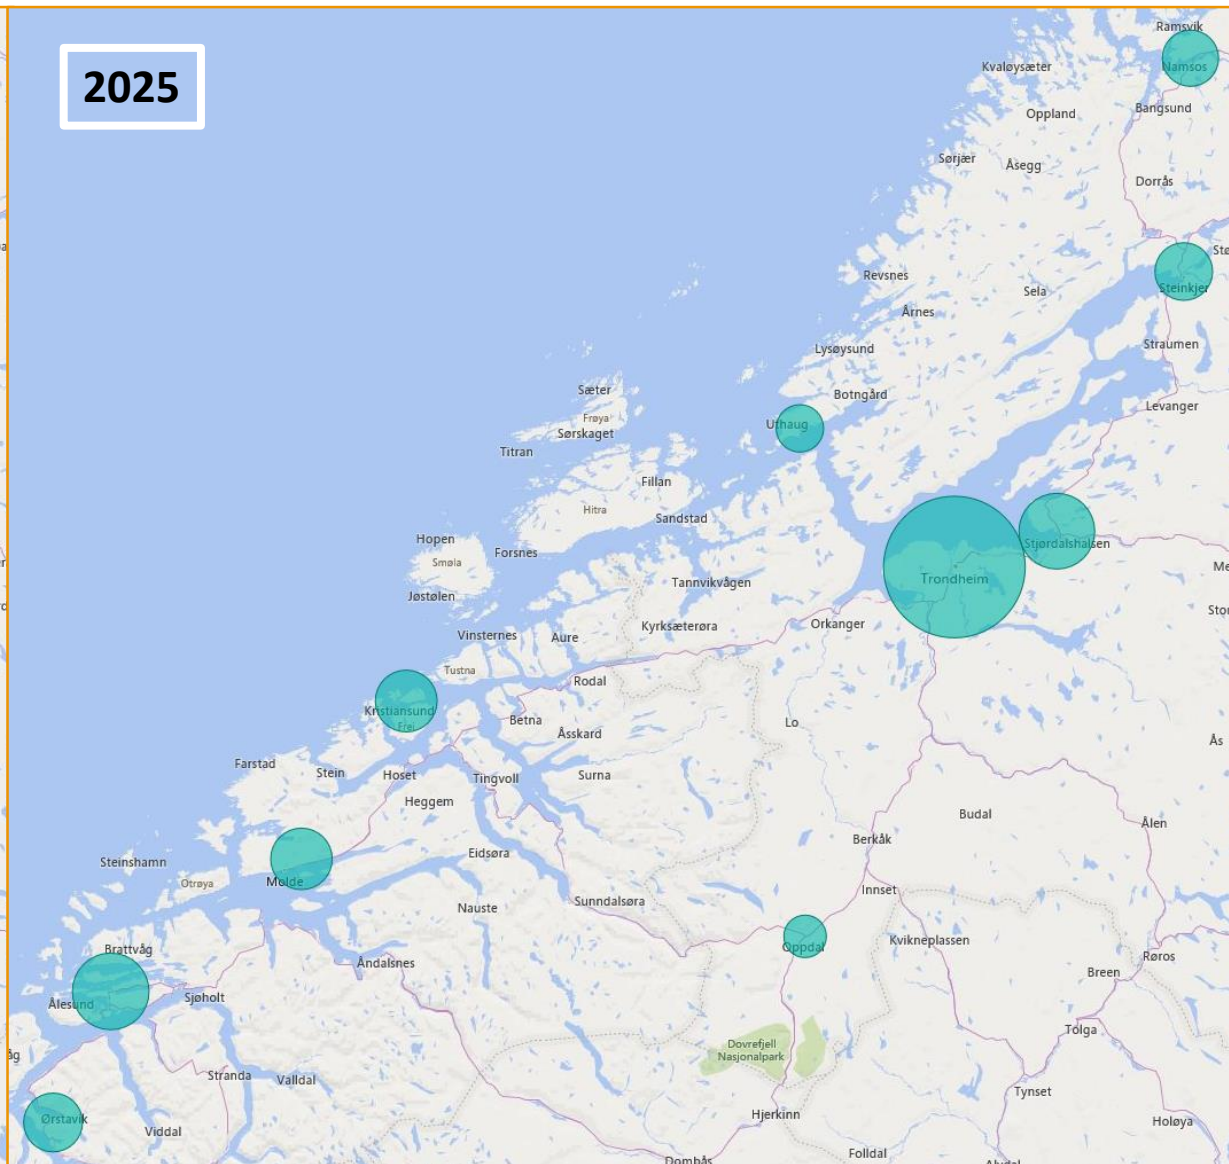 2025
Ramsvik
Kvaløysæter
Namsos
Oppland
Bangsund
Sørjær
Åsegg
Dorrås
Revsnes
Sela
Steinkjer
Årnes
Straumen
Lysøysund
Sæter
Botngård
Levanger
Frøya
Uthaug
Sørskaget
Titran
Fillan
Hitra
Sandstad
Hopen
Forsnes
Stjørdalshalsen
Smøla
Trondheim
Tannvikvågen
Jøstølen
Orkanger
Kyrksæterøra
Vinsternes
Aure
Tustna
Rodal
Kristiansund
Frei
Betna
Lo
Åsskard
Ås
Farstad
Stein
Hoset
Tingvoll
Surna
Heggem
Budal
Ålen
Berkåk
Steinshamn
Eidsøra
Otrøya
Molde
Innset
Nauste
Sunndalsøra
Brattvåg
Oppdal
Kvikneplassen
Røros
Åndalsnes
Breen
Ålesund
Sjøholt
Tolga
Dovrefjell
Nasjonalpark
Stranda
Valldal
Tynset
Ørstavik
Viddal
Hjerkinn
Holøya
Folldal
Dombås